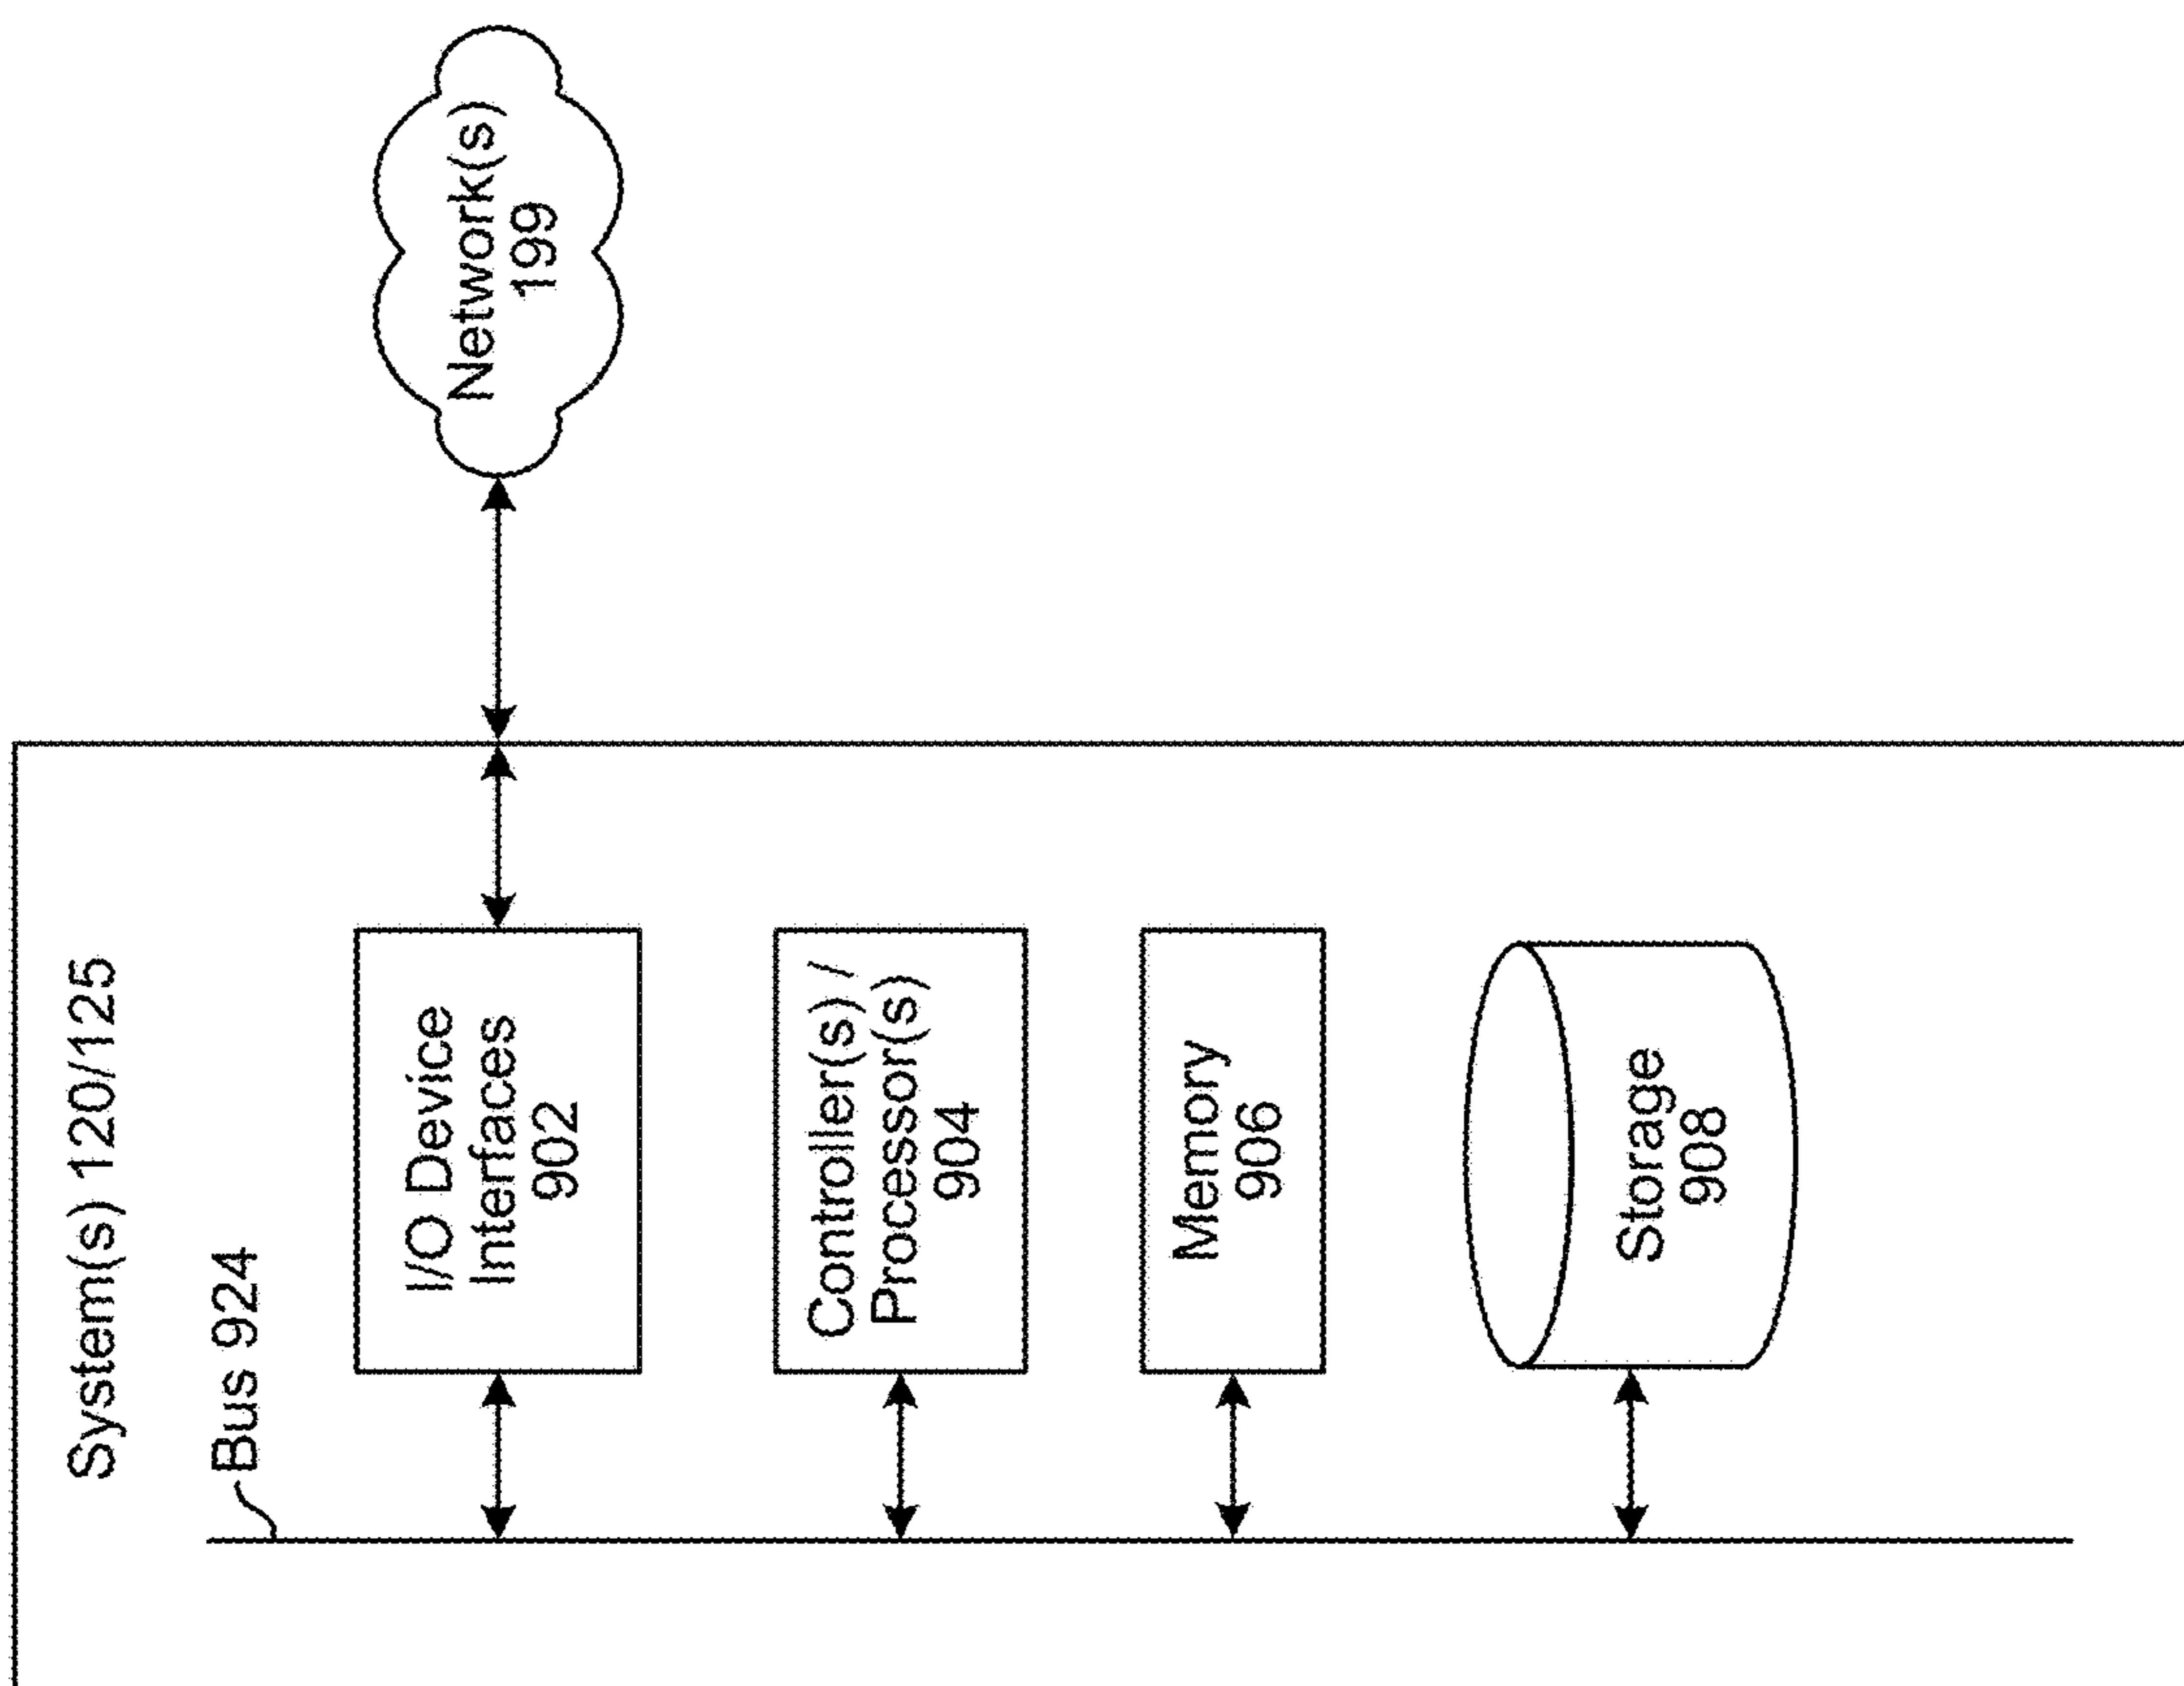 System(s) 120/125
Bus 924
I/O Device
Interfaces
902
Network(s)
199
Controller(s) /
Processor(s)
904
Memory
906
Storage
908